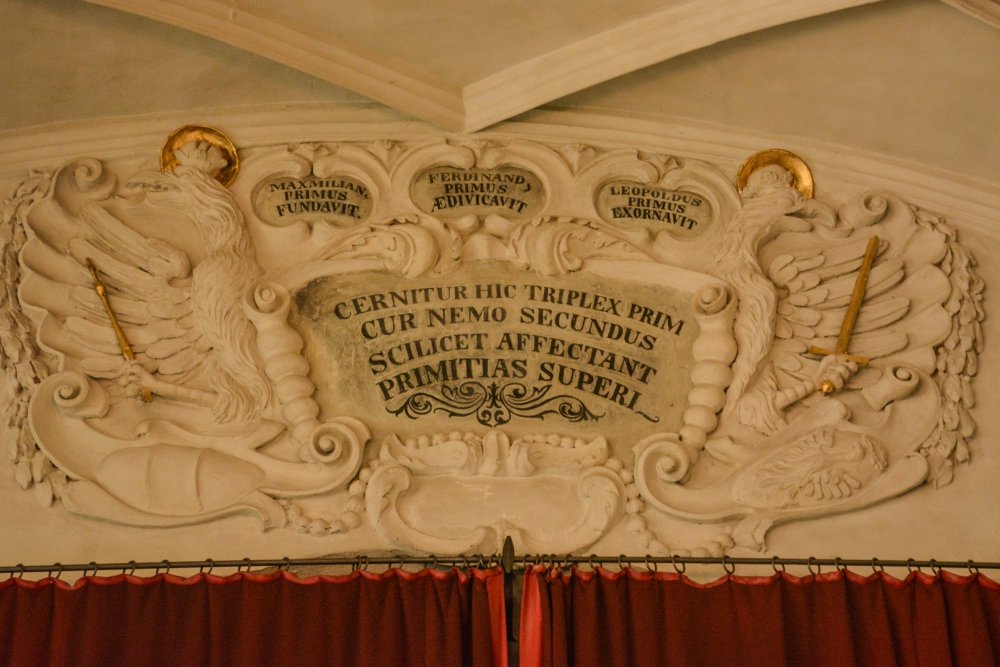 MAXMILIAN,
PRIMUS
FUNDAVIT.
FERDINAND,
PRIMUS
ÆDIVICAVIT
LEOPOLDUS
PRIMUS
EXORNAVIT.
CERNITUR HIC TRIPLEX PRIM
CUR NEMO SECUNDUS
SCILICET AFFECTANT
PRIMITIAS SUPERI,